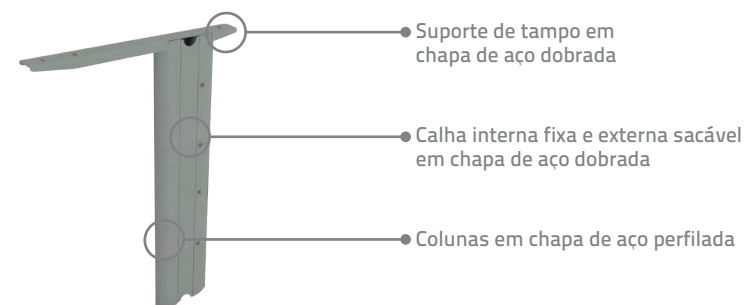 Suporte de tampo em
chapa de aço dobrada
Calha interna fixa e externa sacável
em chapa de aço dobrada
Colunas em chapa de aço perfilada